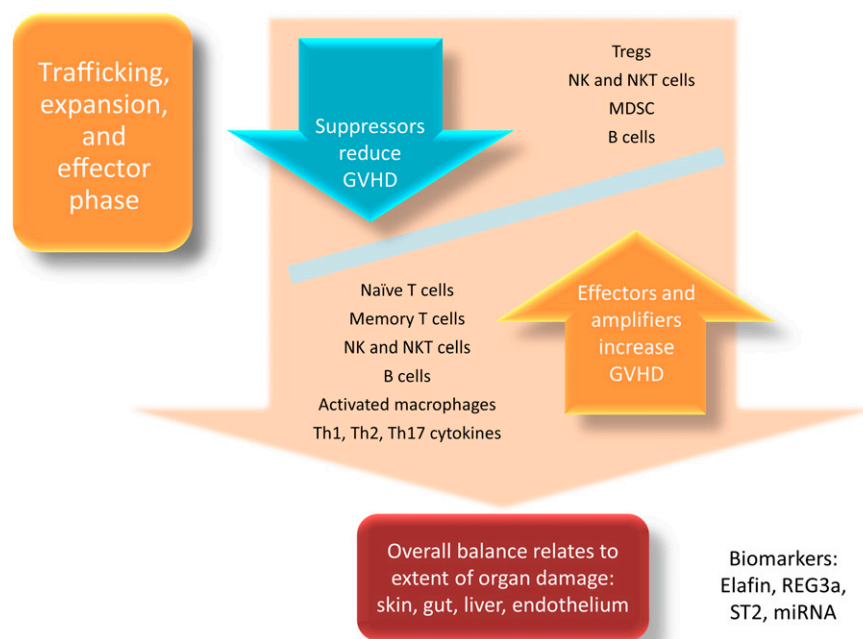 Trafficking,
expansion,
and
effector
phase
Suppressors
reduce
GVHD
Tregs
NK and NKT cells
MDSC
B cells
Naïve T cells
Memory T cells
NK and NKT cells
B cells
Activated macrophages
Th1, Th2, Th17 cytokines
Effectors and
amplifiers
increase
GVHD
Overall balance relates to
extent of organ damage:
skin, gut, liver, endothelium
Biomarkers:
Elafin, REG3a,
ST2, miRNA